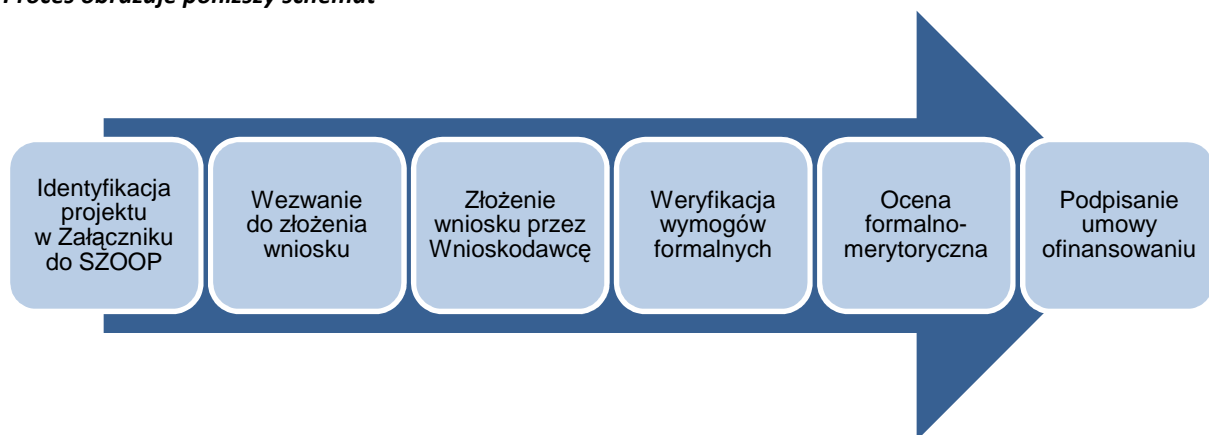 Proces obrazuje poniższy schemat
Identyfikacja
projektu
w Załączniku
do SZOOP
Wezwanie
do złożenia
wniosku
Złożenie
wniosku przez
Wnioskodawcę
Weryfikacja
wymogów
formalnych
Ocena
formalno-
merytoryczna
Podpisanie
umowy
ofinansowaniu